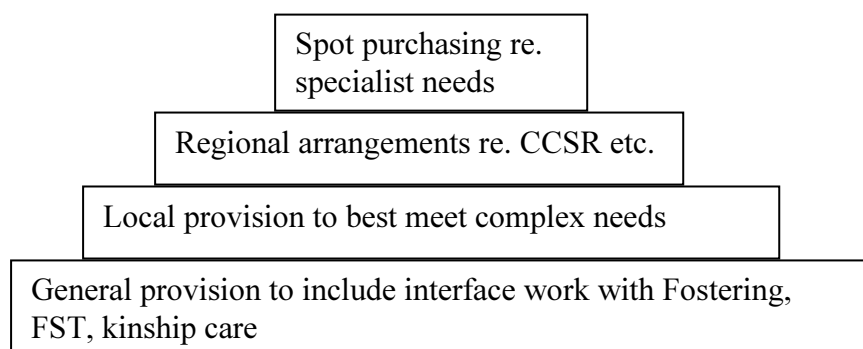 Spot purchasing re.
specialist needs
Regional arrangements re. CCSR etc.
Local provision to best meet complex needs
General provision to include interface work with Fostering,
FST, kinship care